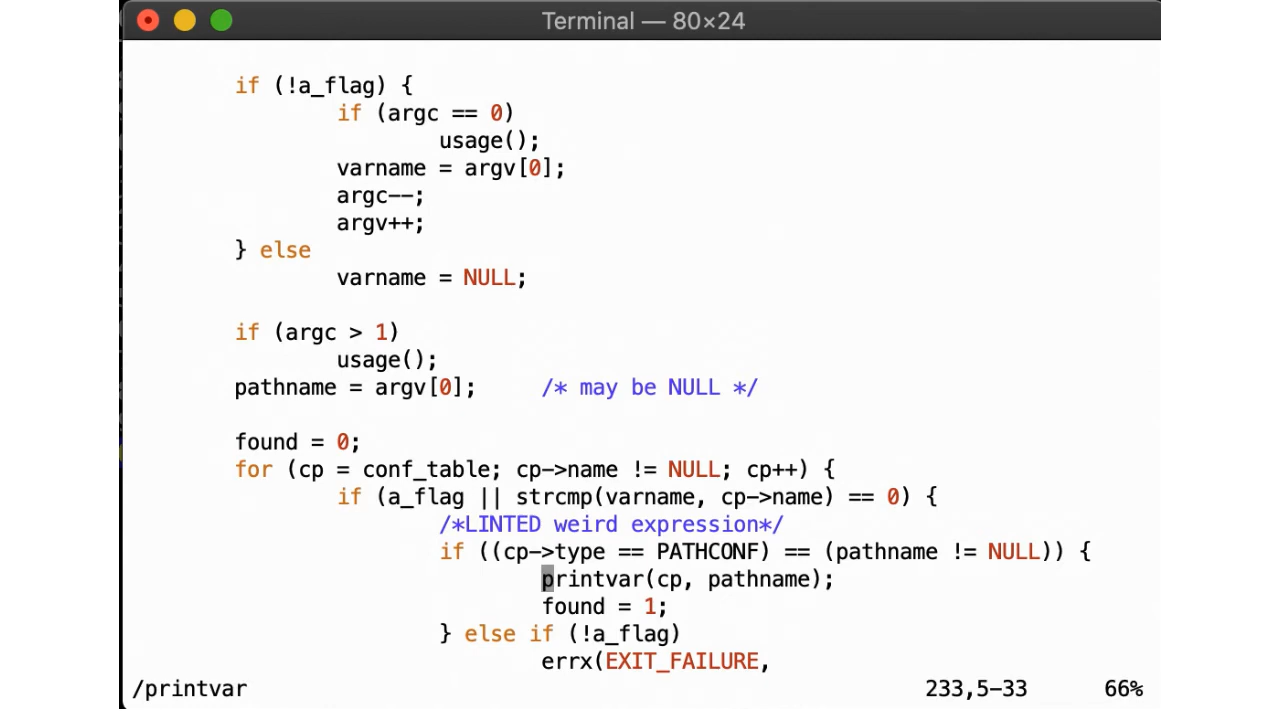 Terminal — 80×24
if (!a_flag) {
if (argc == 0)
usage();
varname = argv[0];
argc--;
argv++;
} else
varname = NULL;
if (argc > 1)
usage();
pathname = argv[0]; /* may be NULL */
found = 0;
for (cp = conf_table; cp->name != NULL; cp++) {
if (a_flag || strcmp(varname, cp->name) == 0) {
/*LINTED weird expression*/
if ((cp->type == PATHCONF) == (pathname != NULL)) {
printvar(cp, pathname);
found = 1;
} else if (!a_flag)
errx(EXIT_FAILURE,
/printvar 233,5-33 66%